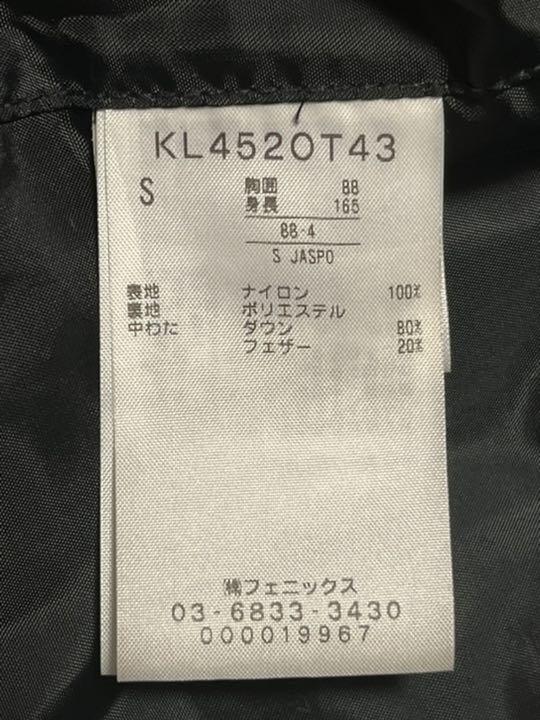 KL4520T43
S
胸囲 88
身長 165
88-4
S JASPO
表地 ナイロン 100%
裏地 ポリエステル
中わた ダウン 80%
フェザー 20%
㈱フェニックス
03-6833-3430
000019967